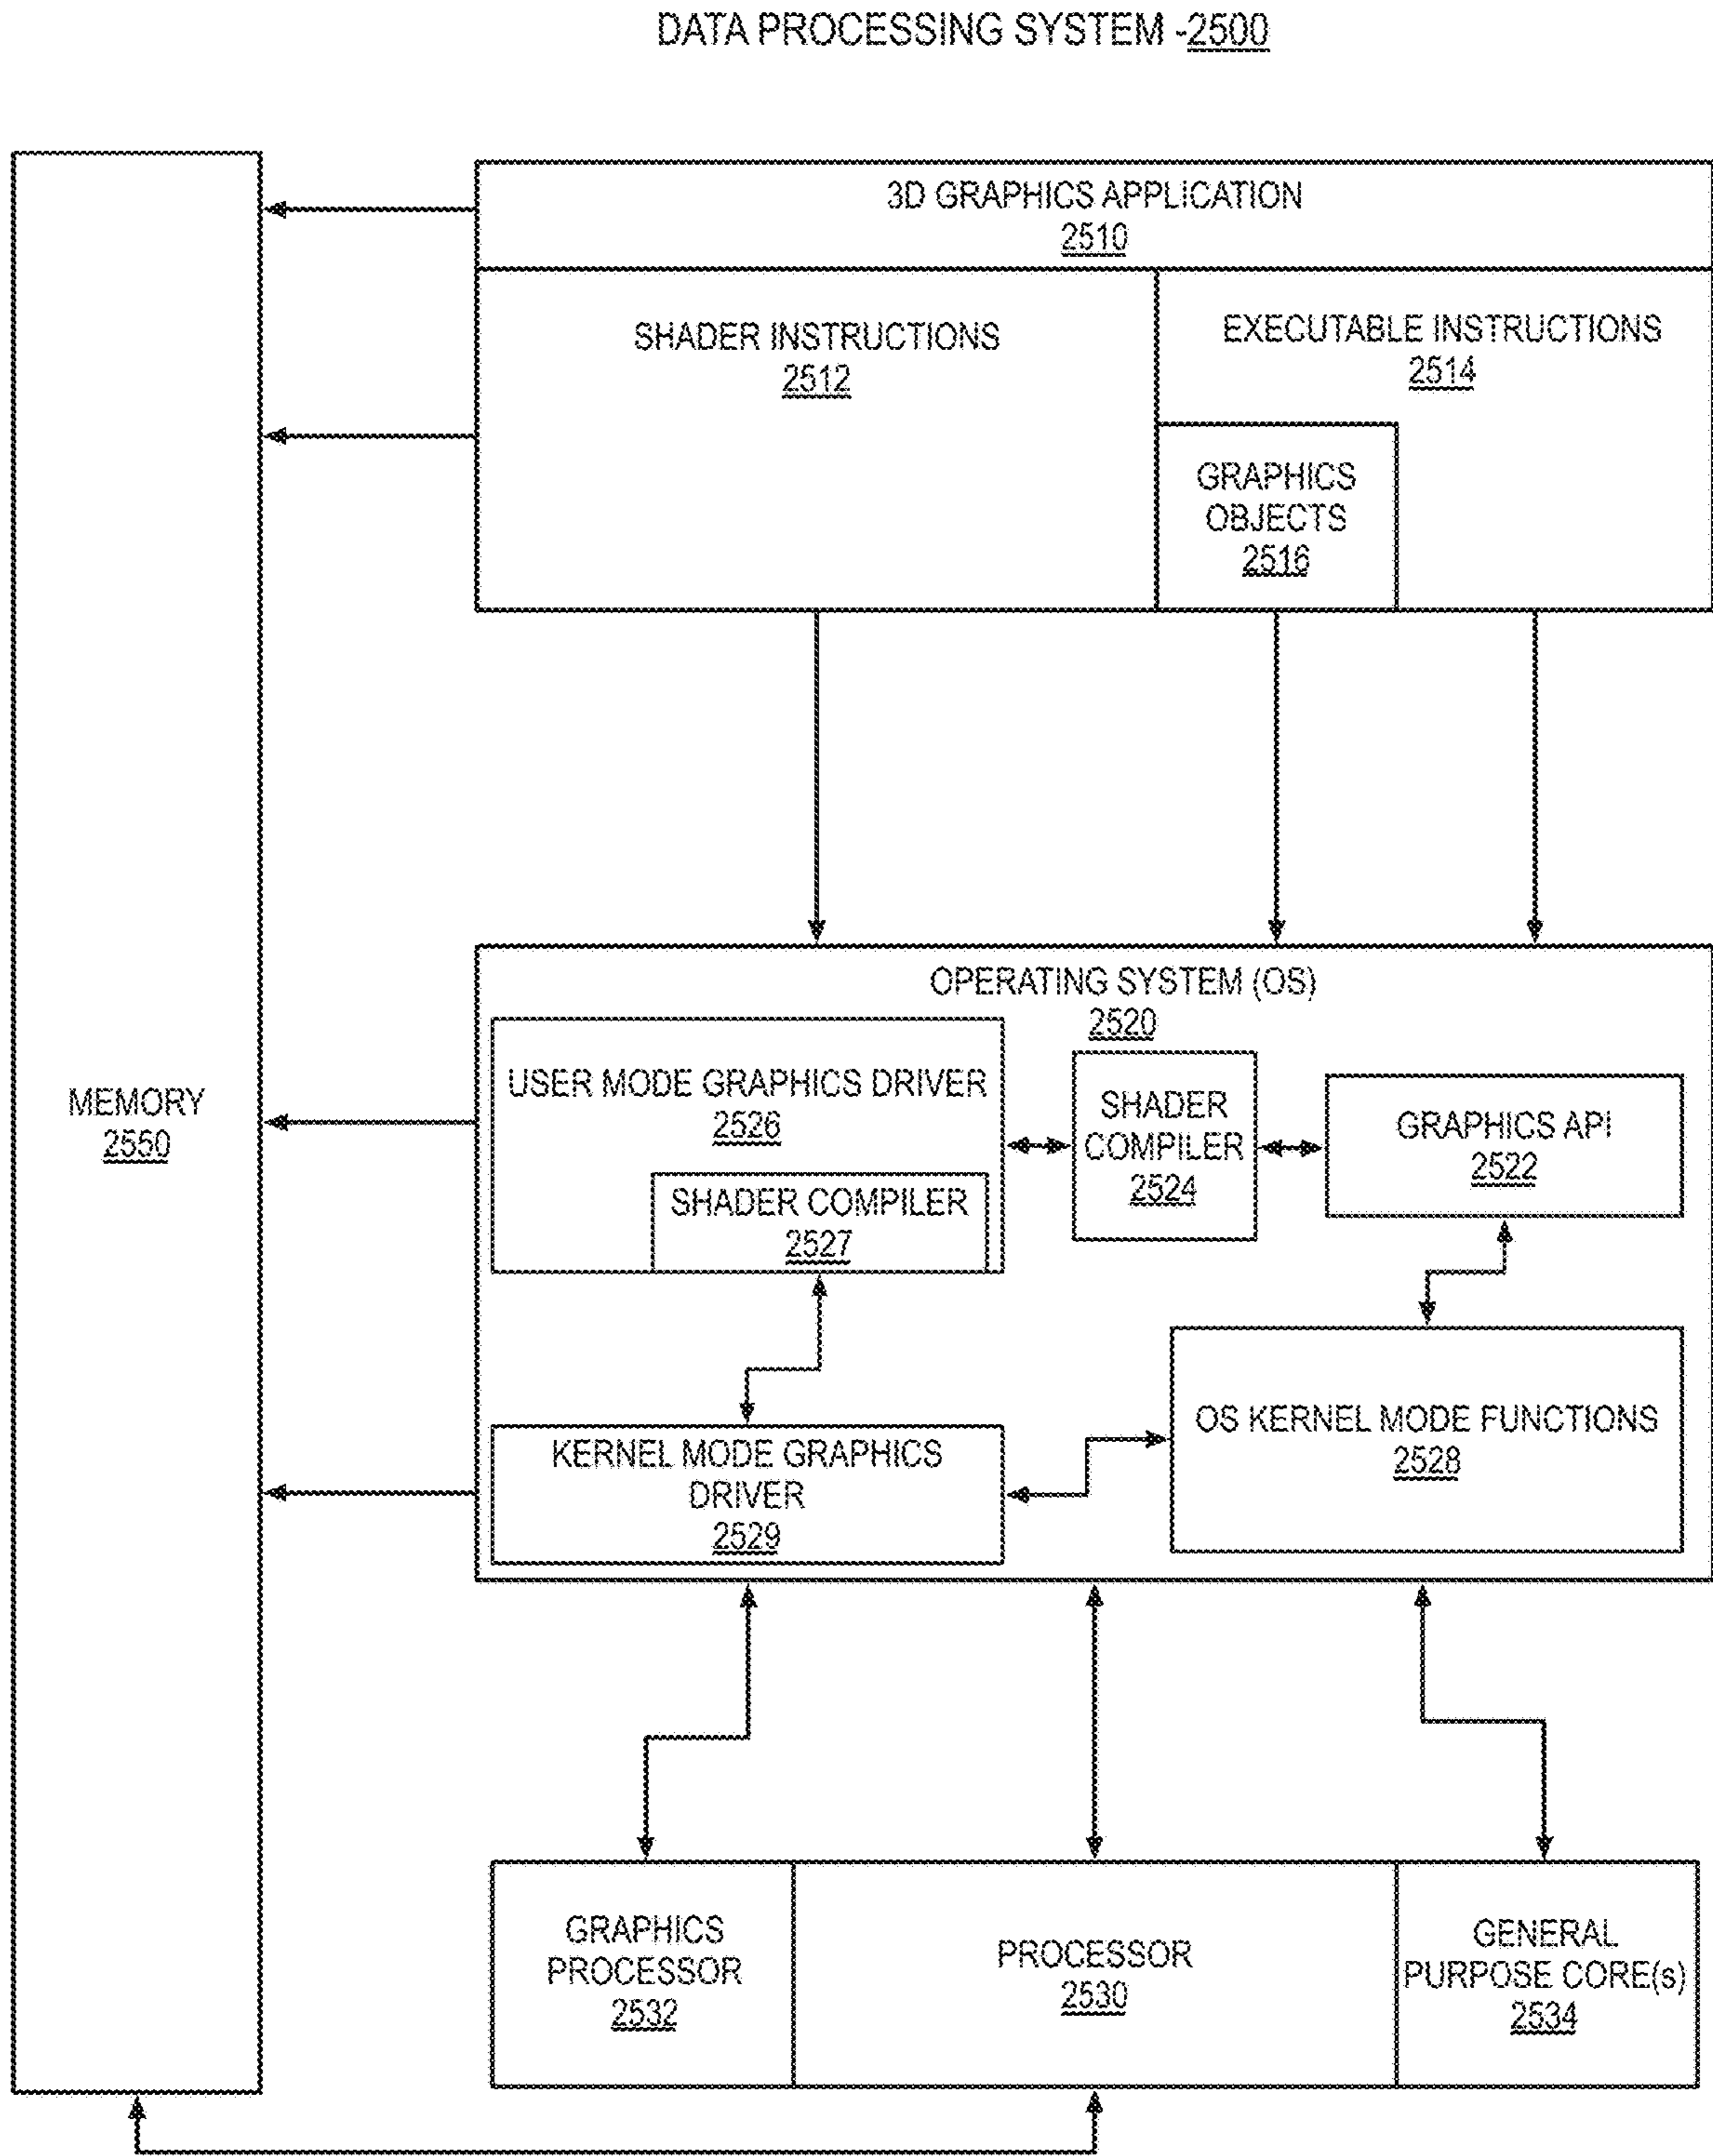 DATA PROCESSING SYSTEM -2500
3D GRAPHICS APPLICATION
2510
SHADER INSTRUCTIONS
2512
EXECUTABLE INSTRUCTIONS
2514
GRAPHICS
OBJECTS
2516
MEMORY
2550
OPERATING SYSTEM (OS)
2520
USER MODE GRAPHICS DRIVER
2526
SHADER COMPILER
2527
SHADER
COMPILER
2524
GRAPHICS API
2522
KERNEL MODE GRAPHICS
DRIVER
2529
OS KERNEL MODE FUNCTIONS
2528
GRAPHICS
PROCESSOR
2532
PROCESSOR
2530
GENERAL
PURPOSE CORE(s)
2534